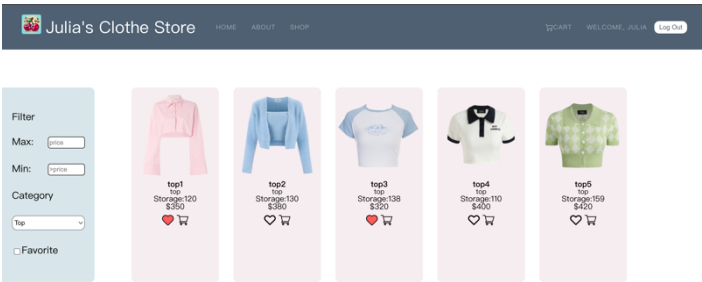 Julia's Clothe Store
HOME ABOUT SHOP
CART WELCOME, JULIA Log Out
Filter
Max: price
Min: >price
Category
Top
Favorite
top1
top
Storage:120
$350
top2
top
Storage:130
$380
top3
top
Storage:138
$320
top4
top
Storage:110
$400
top5
top
Storage:159
$420